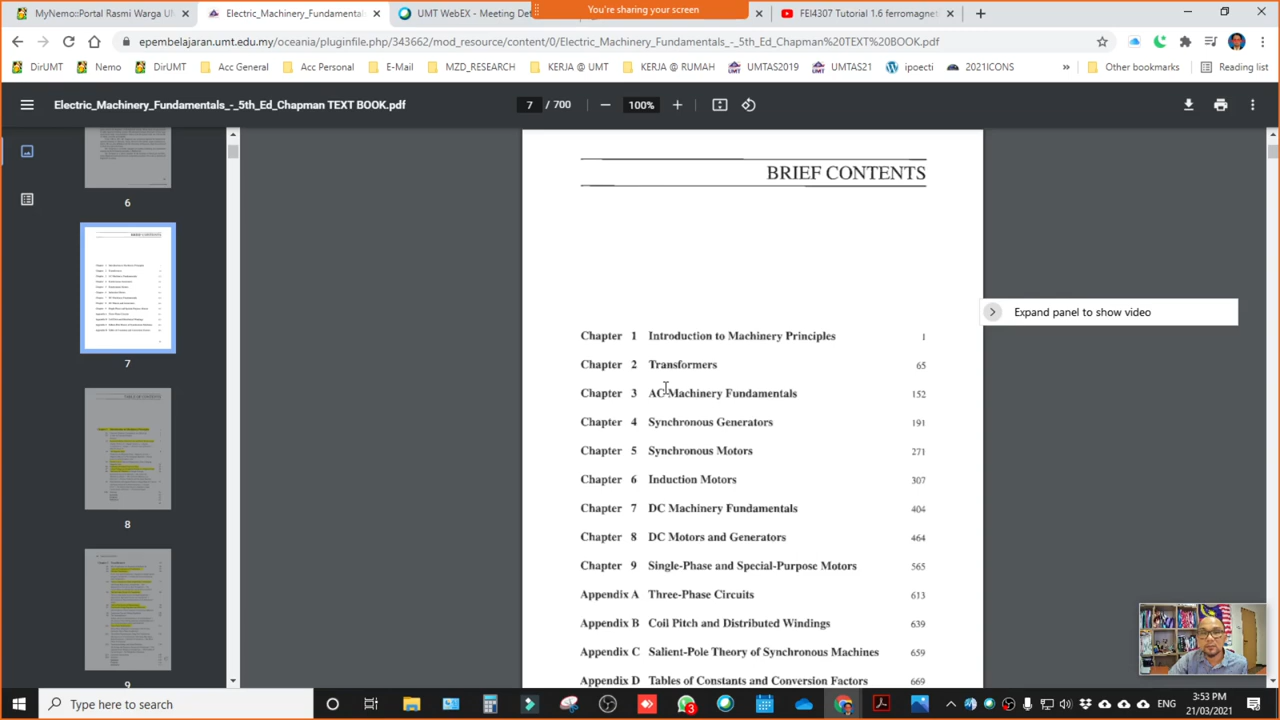 You're sharing your screen
MyNemo::Portal Rasmi Warga UM
Electric_Machinery_Fundamentals
UMT WebEX - Meeting Det
FEI4307 Tutorial 1.6 ferromagnet
epembelajaran.umt.edu.my/oceania/pluginfile.php/343662/mod_resource/content/0/Electric_Machinery_Fundamentals_-_5th_Ed_Chapman%20TEXT%20BOOK.pdf
DirUMT Nemo DirUMT Acc General Acc Personal E-Mail MZD_RESEARCH KERJA @ UMT KERJA @ RUMAH UMTAS2019 UMTAS21 ipoecti 2021ICONS » Other bookmarks Reading list
Electric_Machinery_Fundamentals_-_5th_Ed_Chapman TEXT BOOK.pdf 7 / 700 100%
6
7
8
9
BRIEF CONTENTS
Expand panel to show video
Chapter 1 Introduction to Machinery Principles 1
Chapter 2 Transformers 65
Chapter 3 AC Machinery Fundamentals 152
Chapter 4 Synchronous Generators 191
Chapter 5 Synchronous Motors 271
Chapter 6 Induction Motors 307
Chapter 7 DC Machinery Fundamentals 404
Chapter 8 DC Motors and Generators 464
Chapter 9 Single-Phase and Special-Purpose Motors 565
Appendix A Three-Phase Circuits 613
Appendix B Coil Pitch and Distributed Windings 639
Appendix C Salient-Pole Theory of Synchronous Machines 659
Appendix D Tables of Constants and Conversion Factors 669
Type here to search
3
ENG
3:53 PM
21/03/2021